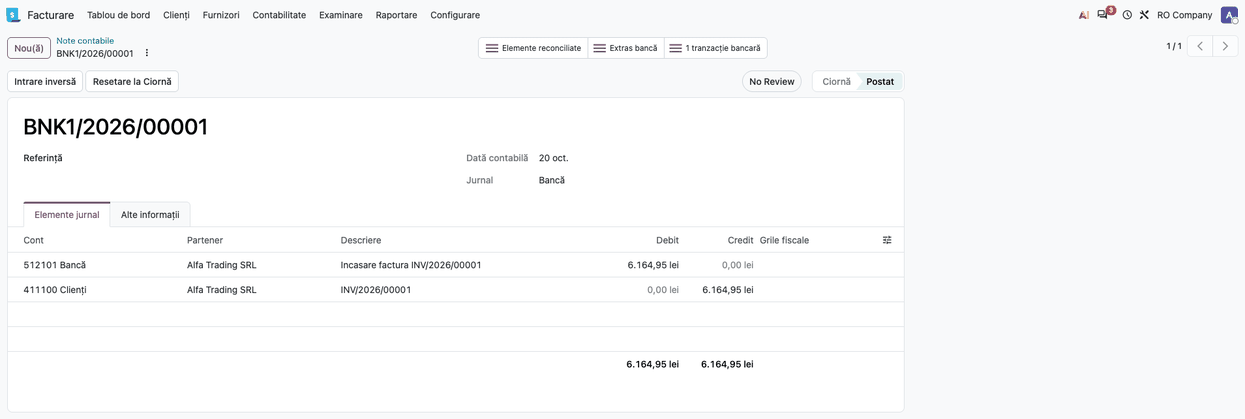 Facturare Tablou de bord Clienți Furnizori Contabilitate Examinare Raportare Configurare AI 3 RO Company A
Nou(ă) Note contabile
BNK1/2026/00001
Elemente reconciliate Extras bancă 1 tranzacție bancară 1 / 1
Intrare inversă Resetare la Ciornă No Review Ciornă Postat
BNK1/2026/00001
Referință Dată contabilă 20 oct.
Jurnal Bancă
Elemente jurnal Alte informații
Cont Partener Descriere Debit Credit Grile fiscale
512101 Bancă Alfa Trading SRL Incasare factura INV/2026/00001 6.164,95 lei 0,00 lei
411100 Clienți Alfa Trading SRL INV/2026/00001 0,00 lei 6.164,95 lei
6.164,95 lei 6.164,95 lei